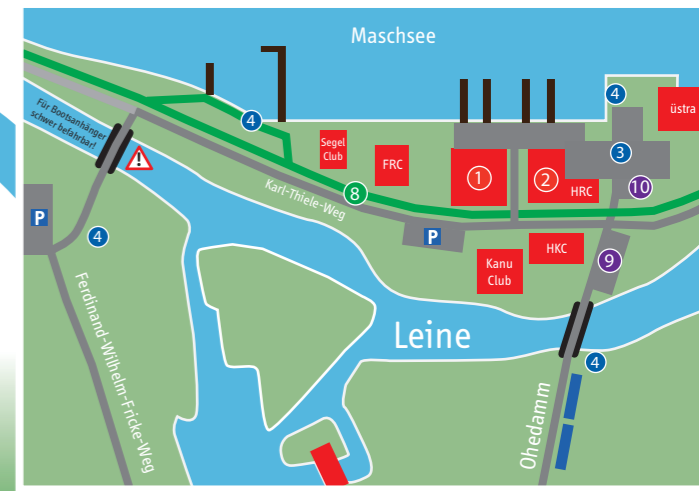 Maschsee
Für Bootsanhänger
schwer befahrbar!
4
4
üstra
Segel
Club
3
FRC
1
2
!
HRC
10
8
Karl-Thiele-Weg
P
4
P
HKC
9
Kanu
Club
Leine
4
Ferdinand-Wilhelm-Fricke-Weg
Ohedamm